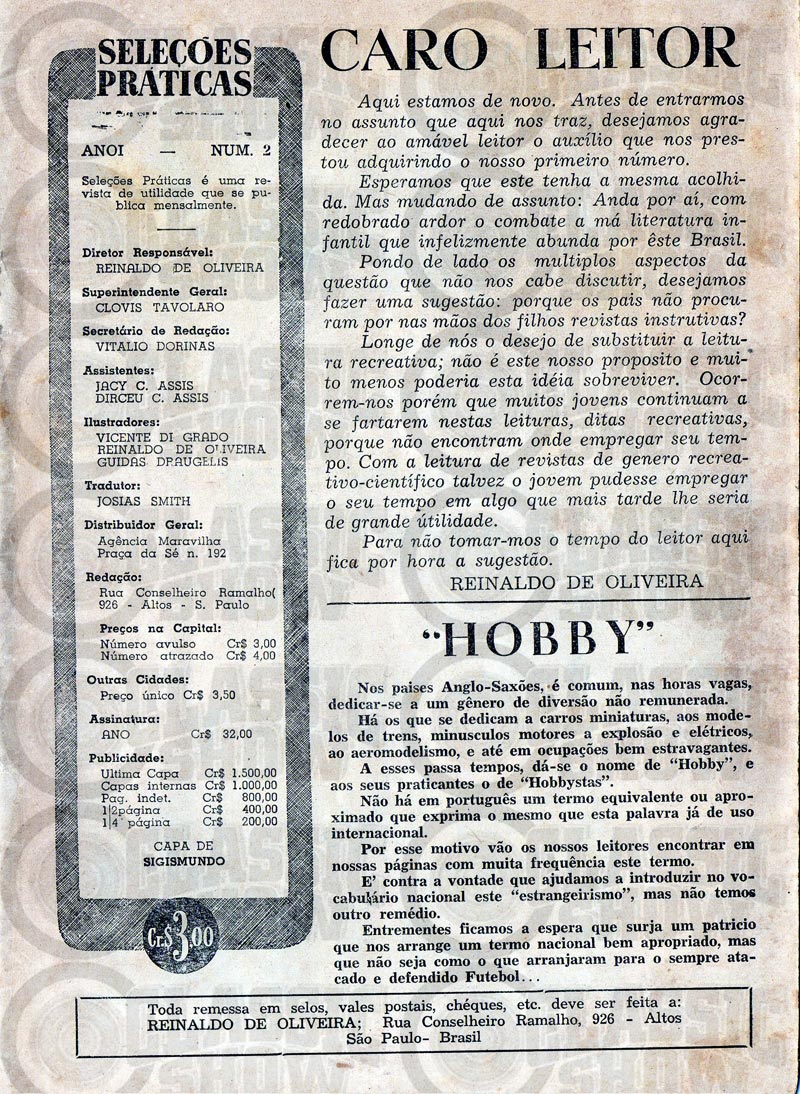 SELEÇÕES
PRÁTICAS
ANOI — NUM. 2
Seleções Práticas é uma re-
vista de utilidade que se pu-
blica mensalmente.
Diretor Responsável:
REINALDO DE OLIVEIRA
Superintendente Geral:
CLOVIS TAVOLARO
Secretário de Redação:
VITALIO DORINAS
Assistentes:
JACY C. ASSIS
DIRCEU C. ASSIS
Ilustradores:
VICENTE DI GRADO
REINALDO DE OLIVEIRA
GUIDAS DRAUGELIS
Tradutor:
JOSIAS SMITH
Distribuidor Geral:
Agência Maravilha
Praça da Sé n. 192
Redação:
Rua Conselheiro Ramalho(
926 - Altos - S. Paulo
Preços na Capital:
Número avulso Cr$ 3,00
Número atrazado Cr$ 4,00
Outras Cidades:
Preço único Cr$ 3,50
Assinatura:
ANO Cr$ 32,00
Publicidade:
Ultima Capa Cr$ 1.500,00
Capas internas Cr$ 1.000,00
Pag. indet. Cr$ 800,00
1|2página Cr$ 400,00
1|4 página Cr$ 200,00
CAPA DE
SIGISMUNDO
Cr$ 3,00
CARO LEITOR
Aqui estamos de novo. Antes de entrarmos
no assunto que aqui nos traz, desejamos agra-
decer ao amável leitor o auxílio que nos pres-
tou adquirindo o nosso primeiro número.
Esperamos que este tenha a mesma acolhi-
da. Mas mudando de assunto: Anda por aí, com
redobrado ardor o combate a má literatura in-
fantil que infelizmente abunda por êste Brasil.
Pondo de lado os multiplos aspectos da
questão que não nos cabe discutir, desejamos
fazer uma sugestão: porque os pais não procu-
ram por nas mãos dos filhos revistas instrutivas?
Longe de nós o desejo de substituir a leitu-
ra recreativa; não é este nosso proposito e mui-
to menos poderia esta idéia sobreviver. Ocor-
rem-nos porém que muitos jovens continuam a
se fartarem nestas leituras, ditas recreativas,
porque não encontram onde empregar seu tem-
po. Com a leitura de revistas de genero recrea-
tivo-científico talvez o jovem pudesse empregar
o seu tempo em algo que mais tarde lhe seria
de grande útilidade.
Para não tomar-mos o tempo do leitor aqui
fica por hora a sugestão.
REINALDO DE OLIVEIRA
“HOBBY”
Nos paises Anglo-Saxões, é comum, nas horas vagas,
dedicar-se a um gênero de diversão não remunerada.
Há os que se dedicam a carros miniaturas, aos mode-
los de trens, minusculos motores a explosão e elétricos,
ao aeromodelismo, e até em ocupações bem estravagantes.
A esses passa tempos, dá-se o nome de “Hobby”, e
aos seus praticantes o de “Hobbystas”.
Não há em português um termo equivalente ou apro-
ximado que exprima o mesmo que esta palavra já de uso
internacional.
Por esse motivo vão os nossos leitores encontrar em
nossas páginas com muita frequência este termo.
E' contra a vontade que ajudamos a introduzir no vo-
cabulário nacional este “estrangeirismo”, mas não temos
outro remédio.
Entrementes ficamos a espera que surja um patricio
que nos arrange um termo nacional bem apropriado, mas
que não seja como o que arranjaram para o sempre ata-
cado e defendido Futebol...
Toda remessa em selos, vales postais, chéques, etc. deve ser feita a:
REINALDO DE OLIVEIRA; Rua Conselheiro Ramalho, 926 - Altos
São Paulo- Brasil